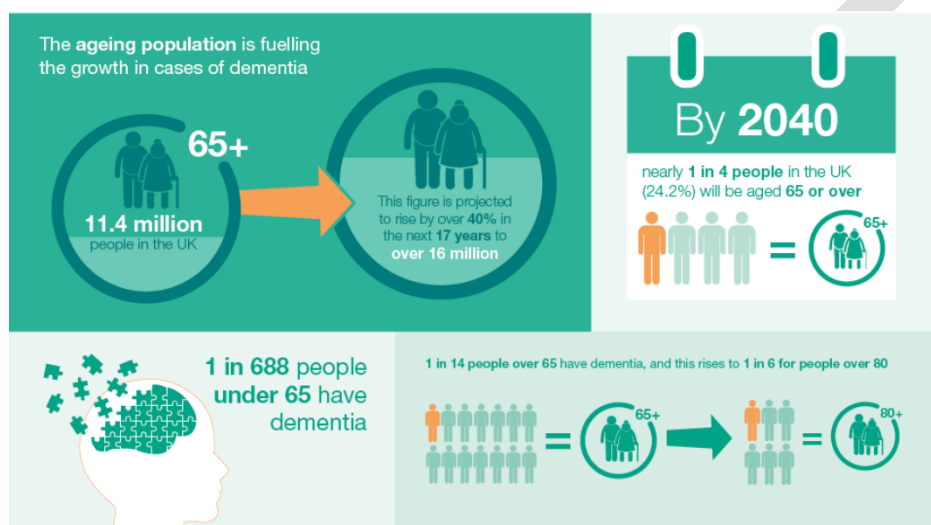 The ageing population is fuelling
the growth in cases of dementia
65+
11.4 million
people in the UK
This figure is projected
to rise by over 40% in
the next 17 years to
over 16 million
By 2040
nearly 1 in 4 people in the UK
(24.2%) will be aged 65 or over
=
65+
1 in 688 people
under 65 have
dementia
1 in 14 people over 65 have dementia, and this rises to 1 in 6 for people over 80
=
65+
=
80+